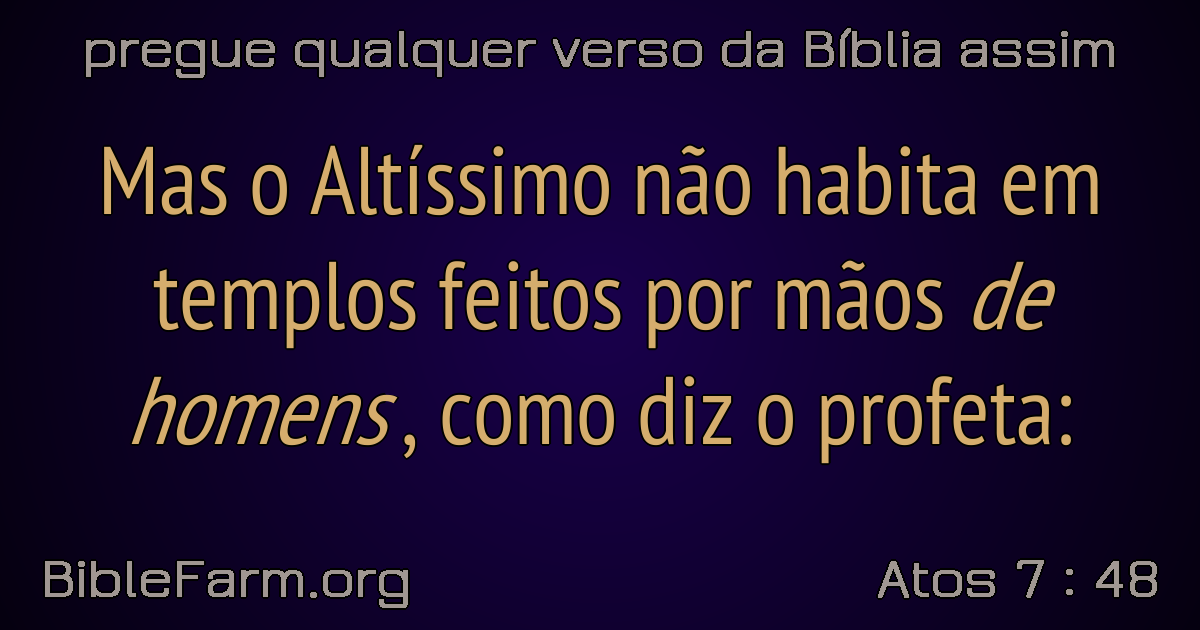 pregue qualquer verso da Bíblia assim
Mas o Altíssimo não habita em
templos feitos por mãos de
homens, como diz o profeta:
BibleFarm.org
Atos 7 : 48